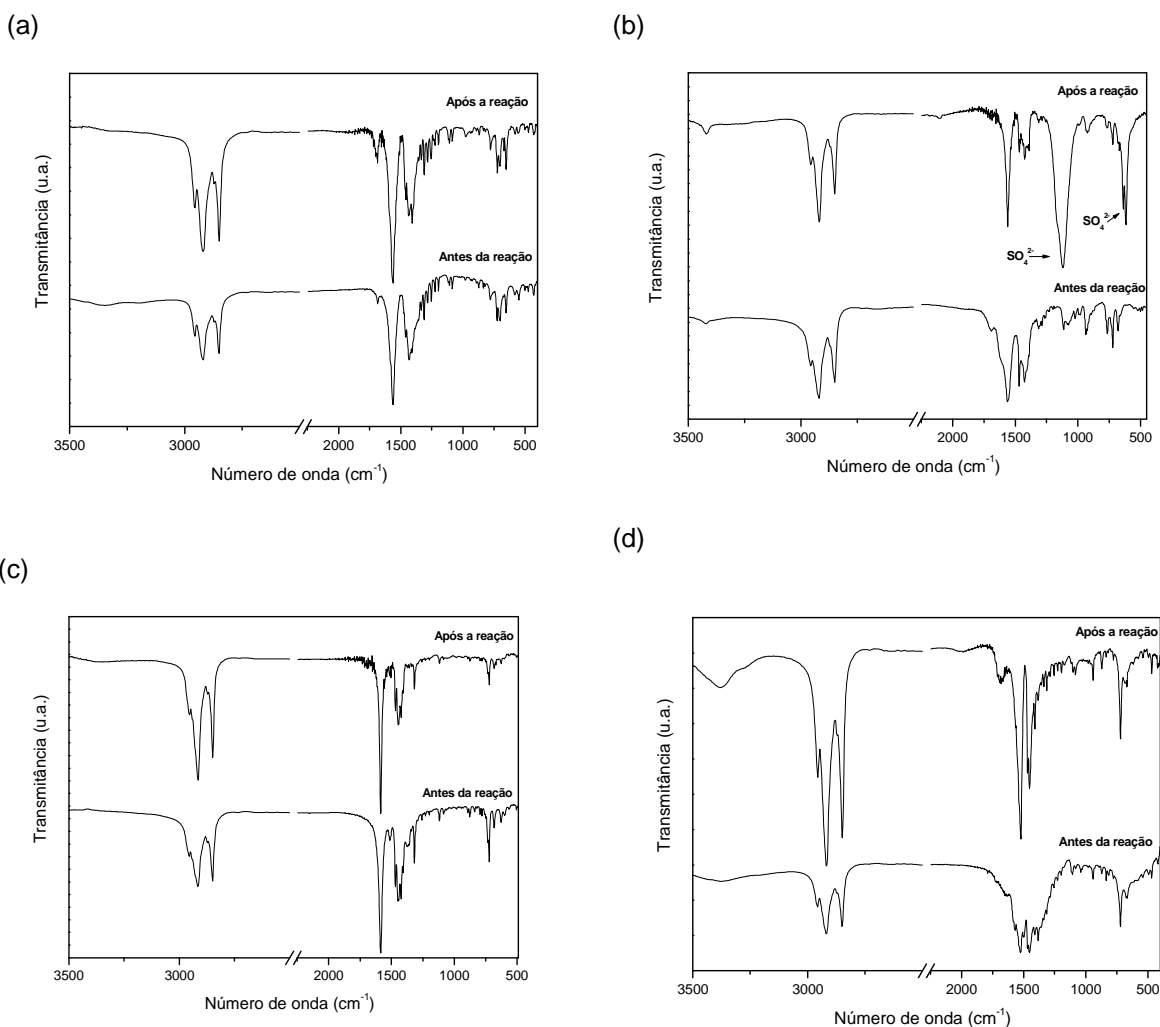 (a)
Após a reação
Antes da reação
Transmitância (u.a.)
3500 3000 2000 1500 1000 500
Número de onda (cm⁻¹)
(b)
Após a reação
SO₄²⁻
SO₄²⁻
Antes da reação
Transmitância (u.a.)
3500 3000 2000 1500 1000 500
Número de onda (cm⁻¹)
(c)
Após a reação
Antes da reação
Transmitância (u.a.)
3500 3000 1500 1000 500
Número de onda (cm⁻¹)
(d)
Após a reação
Antes da reação
Transmitância (u.a.)
3500 3000 2000 1500 1000 500
Número de onda (cm⁻¹)